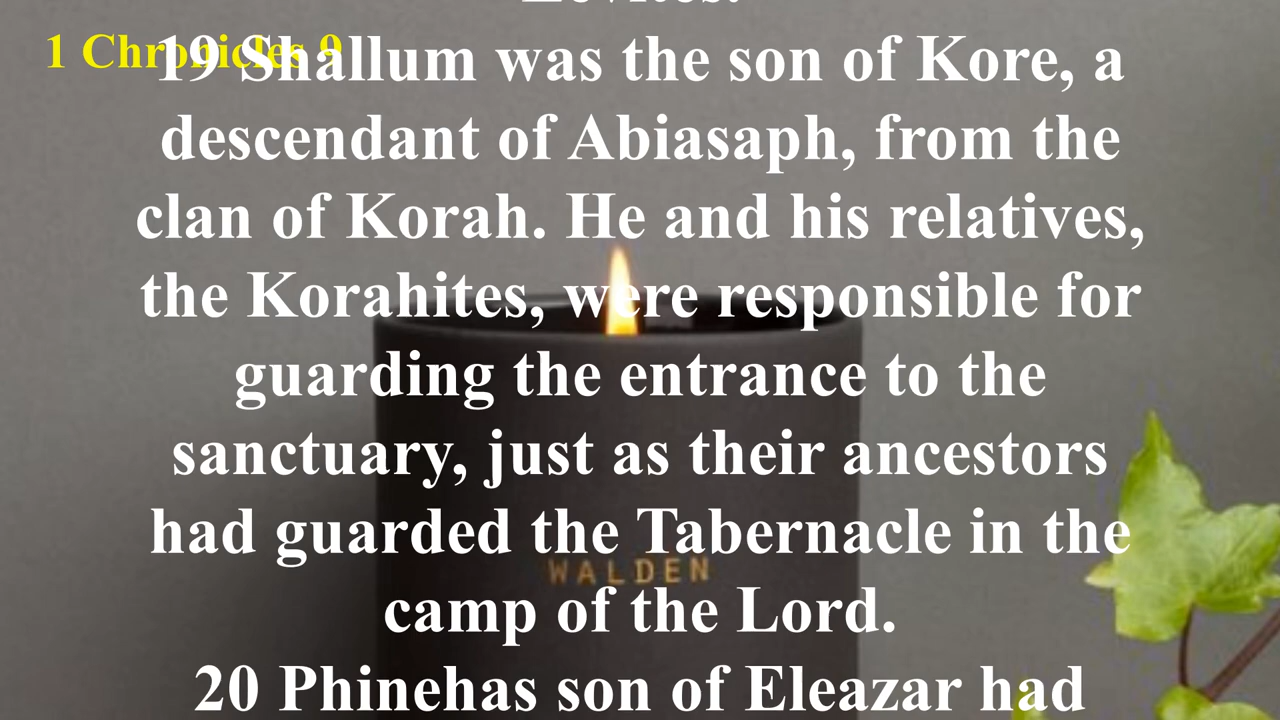 Levites.
1 Chronicles 9
19 Shallum was the son of Kore, a
descendant of Abiasaph, from the
clan of Korah. He and his relatives,
the Korahites, were responsible for
guarding the entrance to the
sanctuary, just as their ancestors
had guarded the Tabernacle in the
WALDEN
camp of the Lord.
20 Phinehas son of Eleazar had